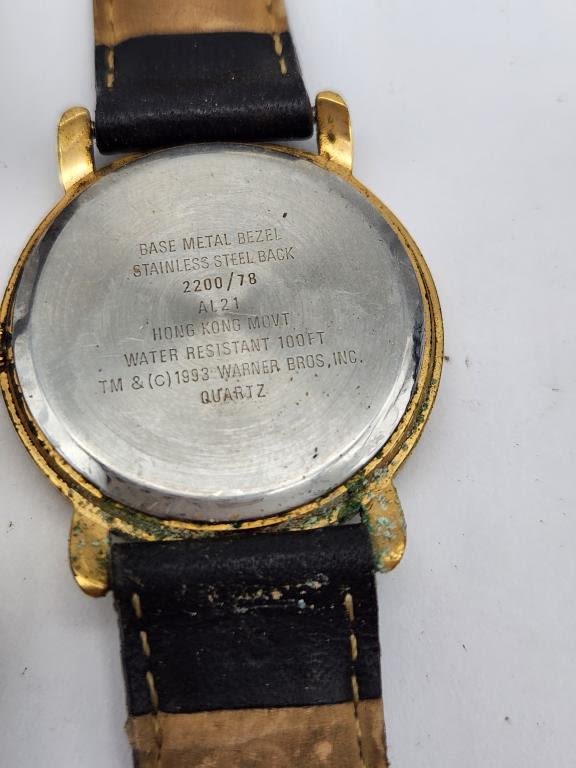 BASE METAL BEZEL
STAINLESS STEEL BACK
2200/78
AL21
HONG KONG MOVT
WATER RESISTANT 100FT
TM & (C) 1993 WARNER BROS, INC.
QUARTZ